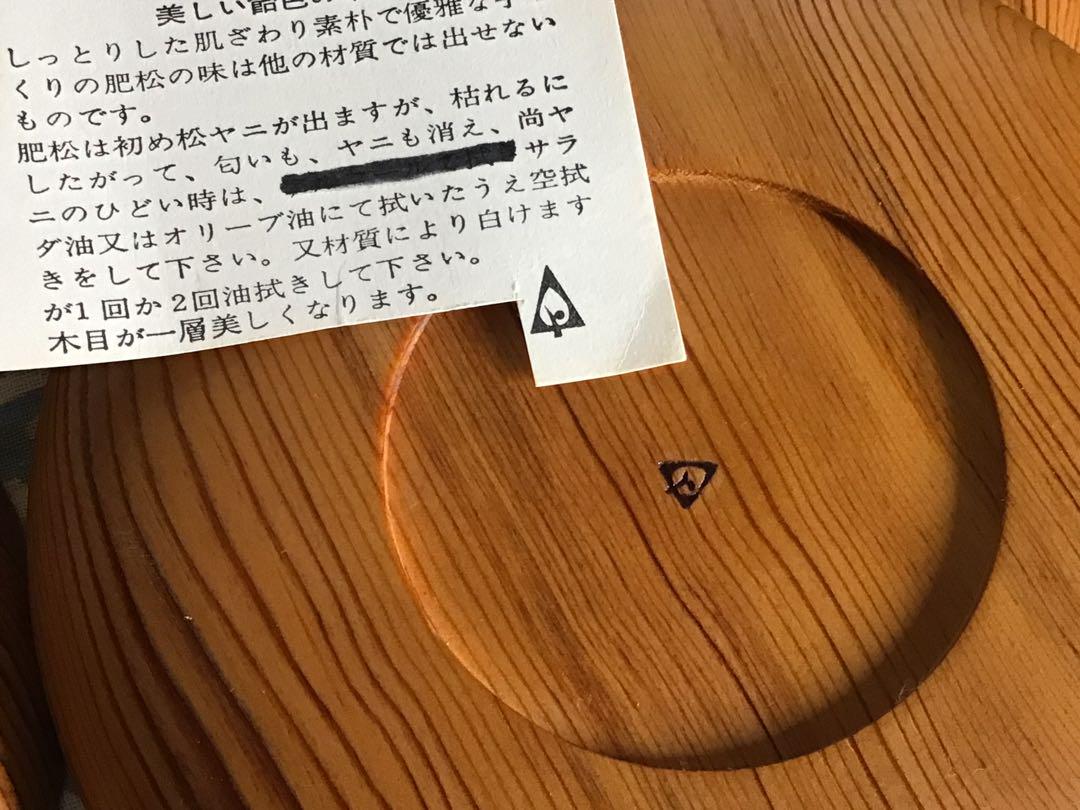 美しい飴色の
しっとりした肌ざわり素朴で優雅な手
くりの肥松の味は他の材質では出せない
ものです。
肥松は初め松ヤニが出ますが、枯れるに
したがって、匂いも、ヤニも消え、尚ヤ
ニのひどい時は、 サラ
ダ油又はオリーブ油にて拭いたうえ空拭
きをして下さい。又材質により白けます
が1回か2回油拭きして下さい。
木目が一層美しくなります。